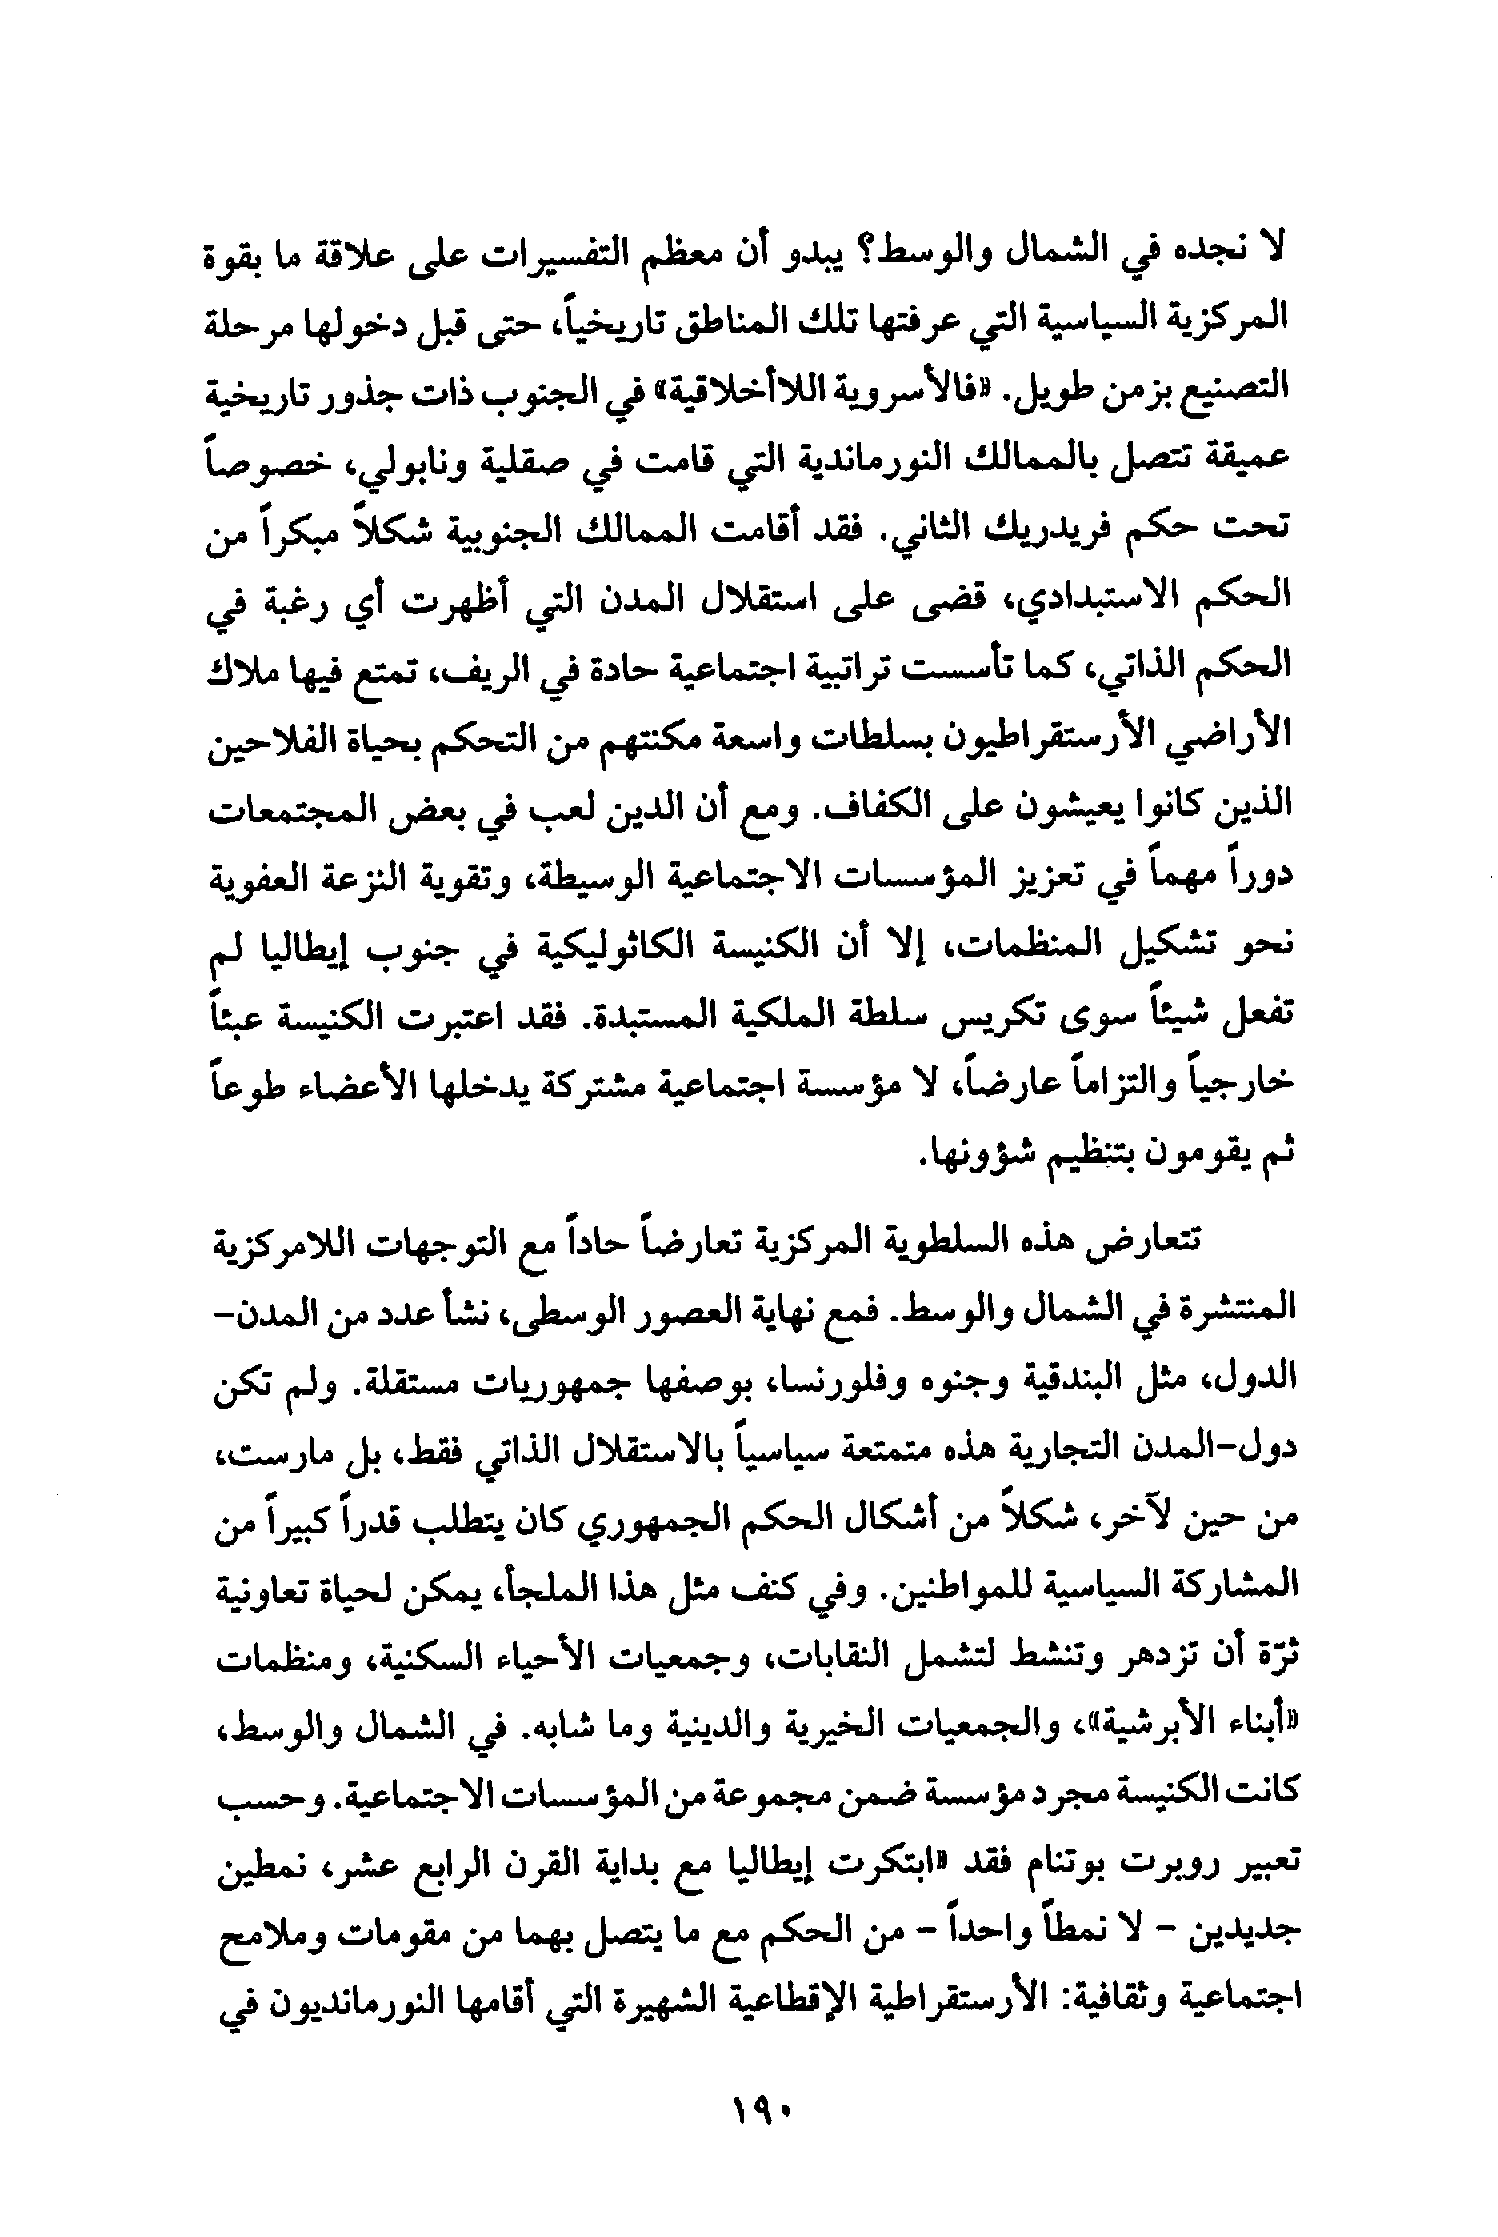 لا نجده في الشمال والوسط؟ يبدو أن معظم التفسيرات على علاقة ما بقوة
المركزية السياسية التي عرفتها تلك المناطق تاريخياً، حتى قبل دخولها مرحلة
التصنيع بزمن طويل. «فالأسروية اللاأخلاقية» في الجنوب ذات جذور تاريخية
عميقة تتصل بالممالك النورماندية التي قامت في صقلية ونابولي، خصوصاً
تحت حكم فريدريك الثاني. فقد أقامت الممالك الجنوبية شكلاً مبكراً من
الحكم الاستبدادي، قضى على استقلال المدن التي أظهرت أي رغبة في
الحكم الذاتي، كما تأسست تراتبية اجتماعية حادة في الريف، تمتع فيها ملاك
الأراضي الأرستقراطيون بسلطات واسعة مكنتهم من التحكم بحياة الفلاحين
الذين كانوا يعيشون على الكفاف. ومع أن الدين لعب في بعض المجتمعات
دوراً مهماً في تعزيز المؤسسات الاجتماعية الوسيطة، وتقوية النزعة العفوية
نحو تشكيل المنظمات، إلا أن الكنيسة الكاثوليكية في جنوب إيطاليا لم
تفعل شيئاً سوى تكريس سلطة الملكية المستبدة. فقد اعتبرت الكنيسة عبئاً
خارجياً والتزاماً عارضاً، لا مؤسسة اجتماعية مشتركة يدخلها الأعضاء طوعاً
ثم يقومون بتنظيم شؤونها.
تتعارض هذه السلطوية المركزية تعارضاً حاداً مع التوجهات اللامركزية
المنتشرة في الشمال والوسط. فمع نهاية العصور الوسطى، نشأ عدد من المدن-
الدول، مثل البندقية وجنوه وفلورنسا، بوصفها جمهوريات مستقلة. ولم تكن
دول-المدن التجارية هذه متمتعة سياسياً بالاستقلال الذاتي فقط، بل مارست،
من حين لآخر، شكلاً من أشكال الحكم الجمهوري كان يتطلب قدراً كبيراً من
المشاركة السياسية للمواطنين. وفي كنف مثل هذا الملجأ، يمكن لحياة تعاونية
ثرّة أن تزدهر وتنشط لتشمل النقابات، وجمعيات الأحياء السكنية، ومنظمات
«أبناء الأبرشية»، والجمعيات الخيرية والدينية وما شابه. في الشمال والوسط،
كانت الكنيسة مجرد مؤسسة ضمن مجموعة من المؤسسات الاجتماعية. وحسب
تعبير روبرت بوتنام فقد «ابتكرت إيطاليا مع بداية القرن الرابع عشر، نمطين
جديدين - لا نمطاً واحداً - من الحكم مع ما يتصل بهما من مقومات وملامح
اجتماعية وثقافية: الأرستقراطية الإقطاعية الشهيرة التي أقامها النورمانديون في
١٩٠